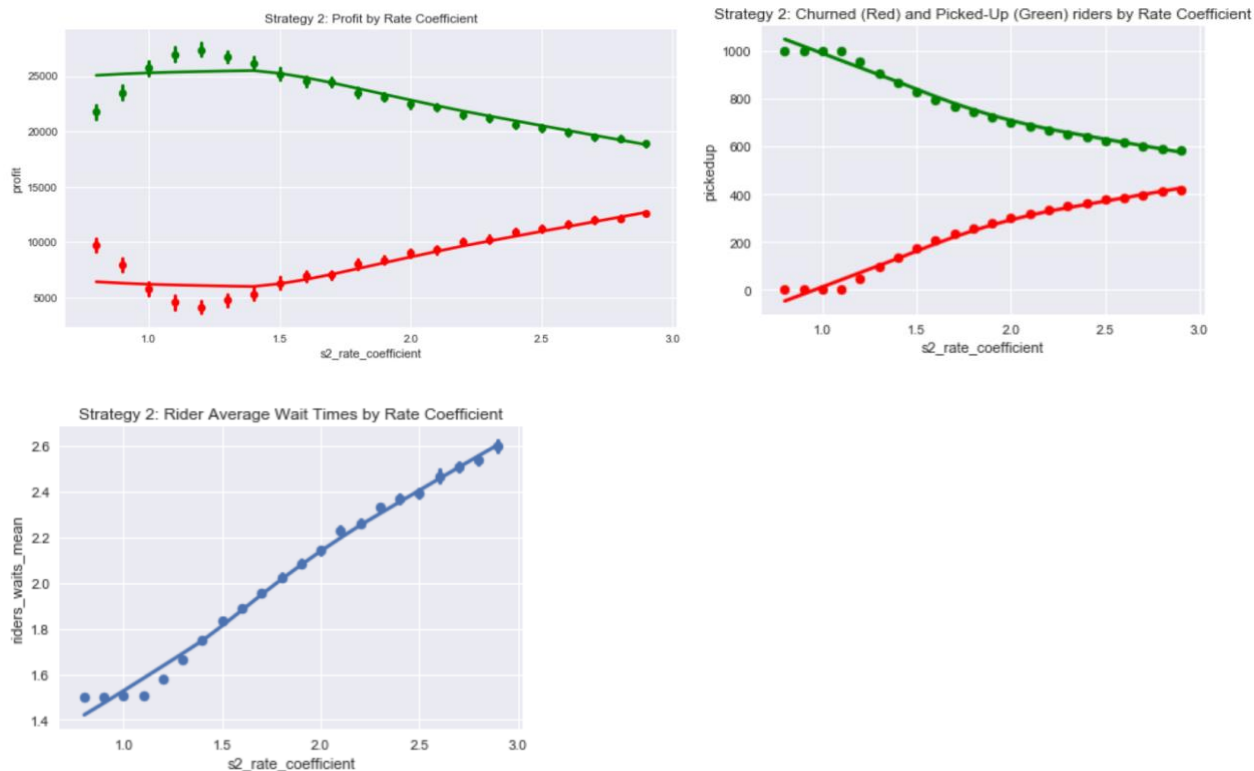 Strategy 2: Profit by Rate Coefficient
25000
20000
15000
10000
5000
profit
1.0 1.5 2.0 2.5 3.0
s2_rate_coefficient
Strategy 2: Churned (Red) and Picked-Up (Green) riders by Rate Coefficient
1000
800
600
400
200
0
pickedup
1.0 1.5 2.0 2.5 3.0
s2_rate_coefficient
Strategy 2: Rider Average Wait Times by Rate Coefficient
2.6
2.4
2.2
2.0
1.8
1.6
1.4
riders_waits_mean
1.0 1.5 2.0 2.5 3.0
s2_rate_coefficient